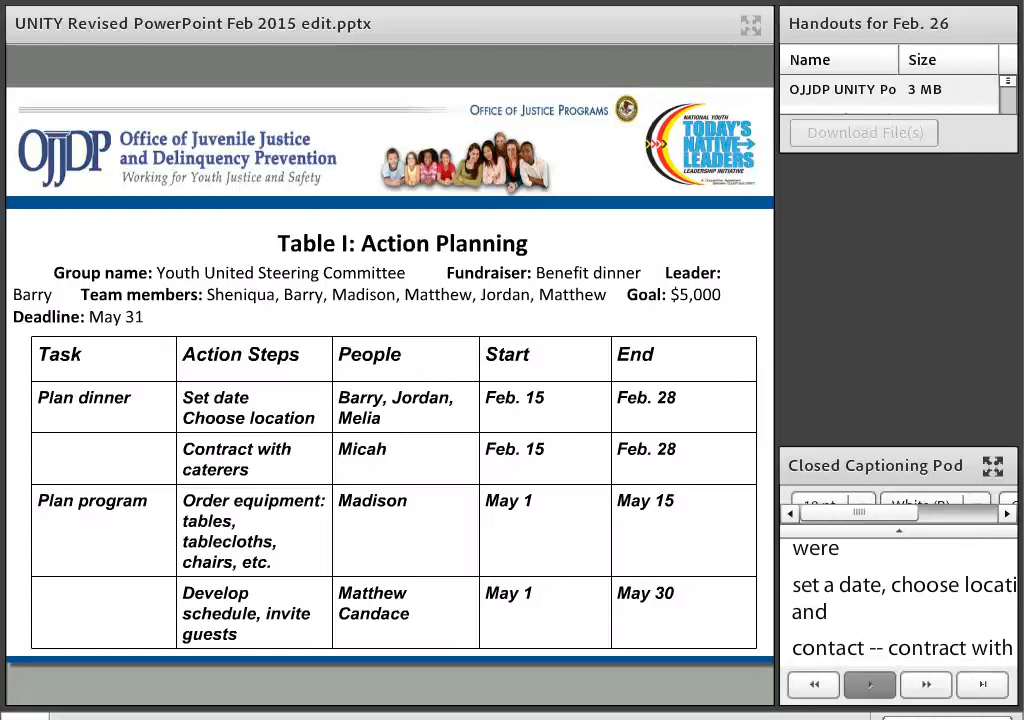 UNITY Revised PowerPoint Feb 2015 edit.pptx
OFFICE OF JUSTICE PROGRAMS
OJJDP
Office of Juvenile Justice
and Delinquency Prevention
Working for Youth Justice and Safety
NATIONAL YOUTH
TODAY'S
NATIVE
LEADERS
LEADERSHIP INITIATIVE
Table I: Action Planning
Group name: Youth United Steering Committee Fundraiser: Benefit dinner Leader:
Barry Team members: Sheniqua, Barry, Madison, Matthew, Jordan, Matthew Goal: $5,000
Deadline: May 31
Task Action Steps People Start End
Plan dinner Set date Barry, Jordan, Feb. 15 Feb. 28
Choose location Melia
Contract with Micah Feb. 15 Feb. 28
caterers
Plan program Order equipment: Madison May 1 May 15
tables,
tablecloths,
chairs, etc.
Develop Matthew May 1 May 30
schedule, invite Candace
guests
Handouts for Feb. 26
Name Size
OJJDP UNITY Po 3 MB
Download File(s)
Closed Captioning Pod
were
set a date, choose locati
and
contact -- contract with